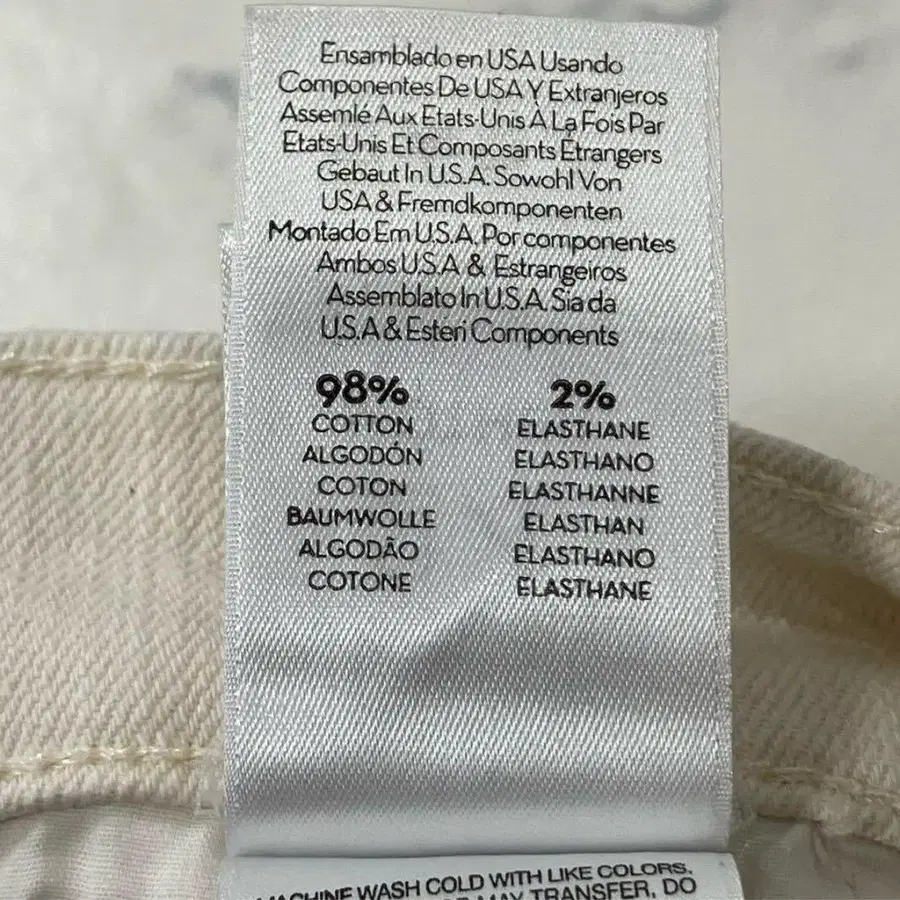 Ensamblado en USA Usando
Componentes De USA Y Extranjeros
Assemlé Aux Etats-Unis À La Fois Par
Etats-Unis Et Composants Étrangers
Gebaut In U.S.A. Sowohl Von
USA & Fremdkomponenten
Montado Em U.S.A. Por componentes
Ambos U.S.A & Estrangeiros
Assemblato In U.S.A. Sia da
U.S.A & Esteri Components
98% 2%
COTTON ELASTHANE
ALGODÓN ELASTHANO
COTON ELASTHANNE
BAUMWOLLE ELASTHAN
ALGODÃO ELASTHANO
COTONE ELASTHANE
MACHINE WASH COLD WITH LIKE COLORS.
MAY TRANSFER, DO